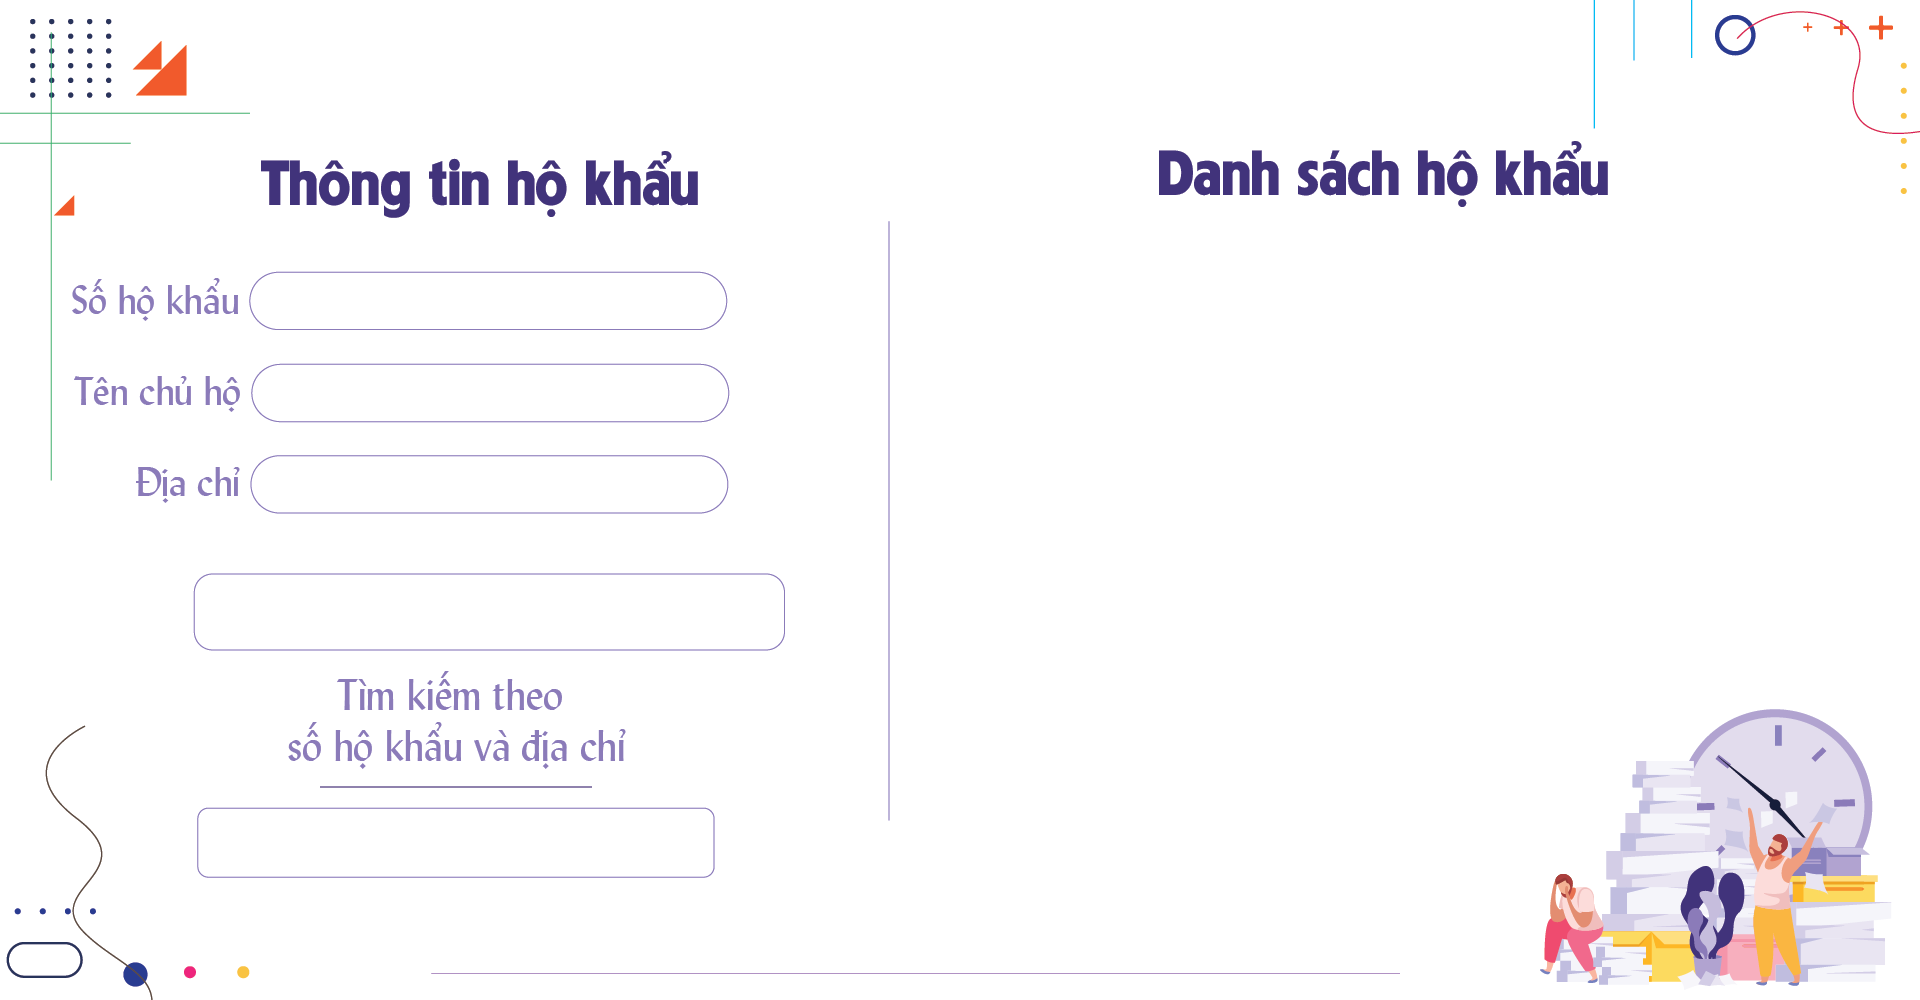 Thông tin hộ khẩu
Số hộ khẩu
Tên chủ hộ
Địa chỉ
Tìm kiếm theo
số hộ khẩu và địa chỉ
Danh sách hộ khẩu